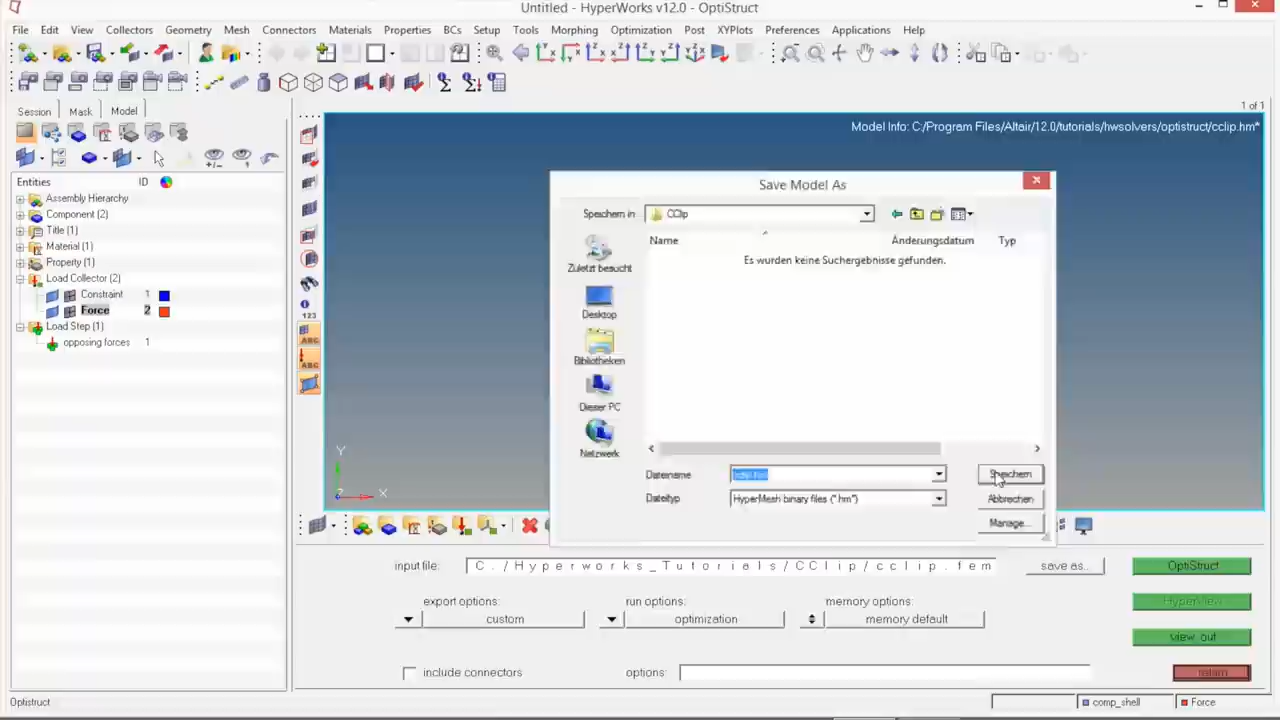 Untitled - HyperWorks v12.0 - OptiStruct
File Edit View Collectors Geometry Mesh Connectors Materials Properties BCs Setup Tools Morphing Optimization Post XYPlots Preferences Applications Help
Session Mask Model
1 of 1
Model Info: C:/Program Files/Altair/12.0/tutorials/hwsolvers/optistruct/cclip.hm*
Entities ID
Assembly Hierarchy
Component (2)
Title (1)
Material (1)
Property (1)
Load Collector (2)
Constraint 1
Force 2
Load Step (1)
opposing forces 1
123
ABC
ABC
Y
X
Save Model As
Speichern in CClip
Name Änderungsdatum Typ
Es wurden keine Suchergebnisse gefunden.
Zuletzt besucht
Desktop
Bibliotheken
Dieser PC
Netzwerk
Dateiname Speichern
Dateityp HyperMesh binary files (*.hm) Abbrechen
Manage...
input file: C:/Hyperworks_Tutorials/CClip/cclip.fem save as... OptiStruct
export options: run options: memory options: HyperView
custom optimization memory default
view .out
include connectors options: return
Optistruct comp_shell Force